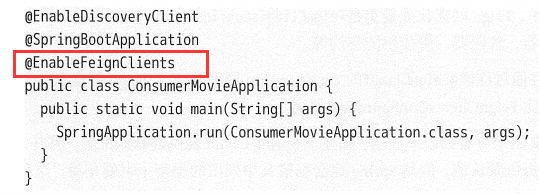 @EnableDiscoveryClient
@SpringBootApplication
@EnableFeignClients
public class ConsumerMovieApplication {
public static void main(String[] args) {
SpringApplication.run(ConsumerMovieApplication.class, args);
}
}